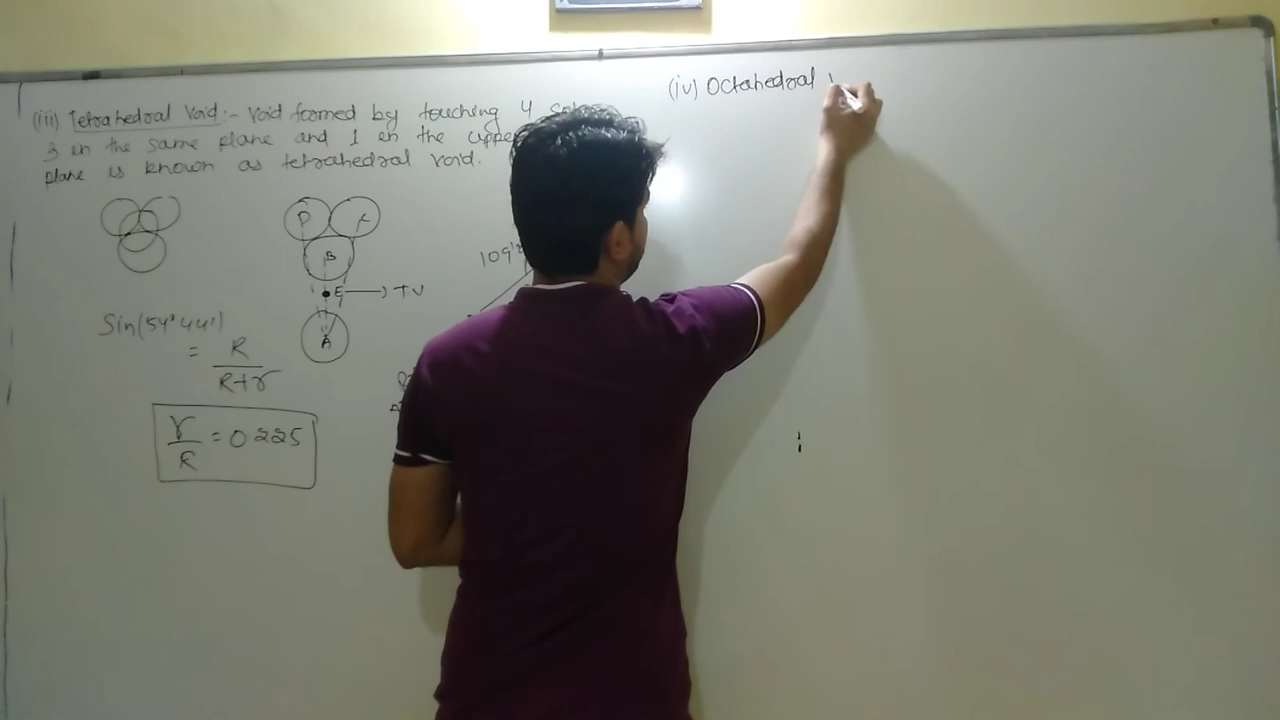 (iii) Tetrahedral Void:- Void formed by touching 4
3 in the same plane and 1 in the upper
plane is known as tetrahedral void.
D
B
E → TV
A
109°
Sin(54°44')
= R
R+r
r = 0.225
R
(iv) Octahedral